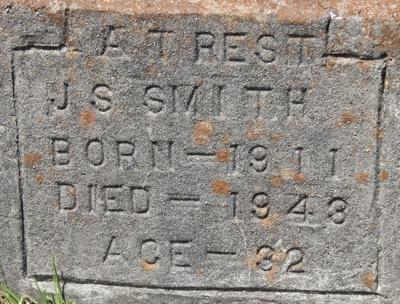 AT REST
J S SMITH
BORN — 1911
DIED — 1943
AGE — 32